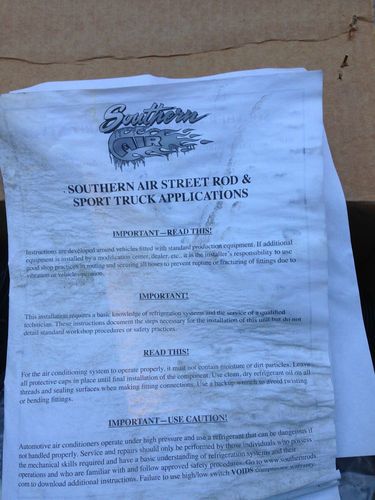 Southern
AIR
SOUTHERN AIR STREET ROD &
SPORT TRUCK APPLICATIONS
IMPORTANT—READ THIS!
Instructions are developed around vehicles fitted with standard production equipment. If additional
equipment is installed by a modification center, dealer, etc., it is the installer's responsibility to use
good shop practices in routing and securing all hoses to prevent rupture or fracturing of fittings due to
vibration or vehicle operation.
IMPORTANT!
This installation requires a basic knowledge of refrigeration systems and the service of a qualified
technician. These instructions document the steps necessary for the installation of this unit but do not
detail standard workshop procedures or safety practices.
READ THIS!
For the air conditioning system to operate properly, it must not contain moisture or dirt particles. Leave
all protective caps in place until final installation of the component. Use clean, dry refrigerant oil on all
threads and sealing surfaces when making fitting connections. Use a backup wrench to avoid twisting
or bending fittings.
IMPORTANT—USE CAUTION!
Automotive air conditioners operate under high pressure and use a refrigerant that can be dangerous if
not handled properly. Service and repairs should only be performed by those individuals who possess
the mechanical skills required and have a basic understanding of refrigeration systems and their
operations and who are familiar with and follow approved safety procedures. Go to www.southernrods
com to download additional instructions. Failure to use high/low switch VOIDS compressor warranty.